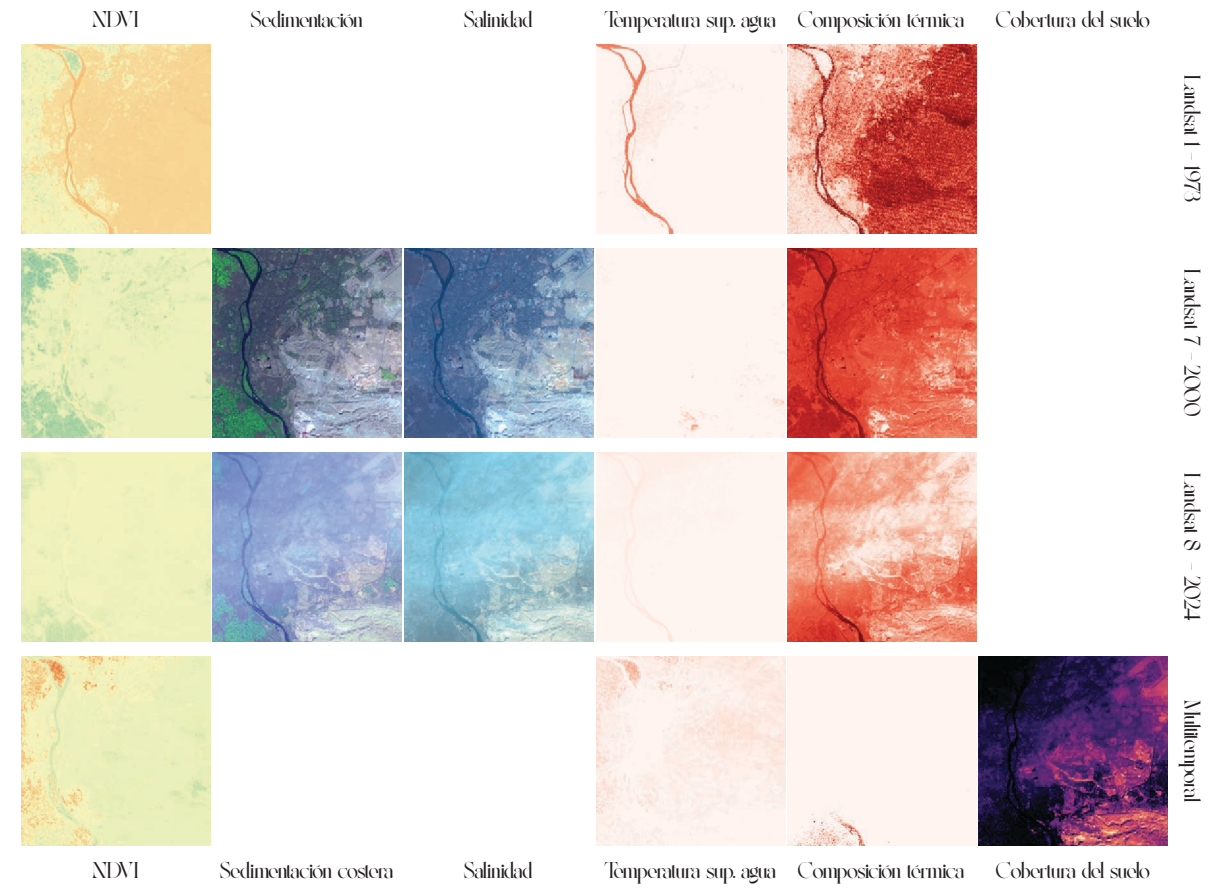 NDVI Sedimentación Salinidad Temperatura sup. agua Composición térmica Cobertura del suelo
Landsat 1 - 1973
Landsat 7 - 2000
Landsat 8 - 2024
Multitemporal
NDVI Sedimentación costera Salinidad Temperatura sup. agua Composición térmica Cobertura del suelo